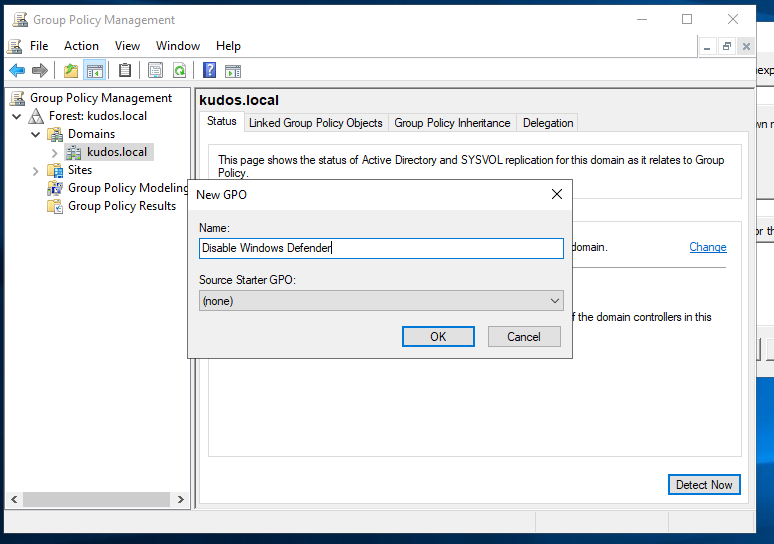 Group Policy Management
File Action View Window Help
Group Policy Management
Forest: kudos.local
Domains
kudos.local
Sites
Group Policy Modeling
Group Policy Results
kudos.local
Status Linked Group Policy Objects Group Policy Inheritance Delegation
This page shows the status of Active Directory and SYSVOL replication for this domain as it relates to Group
Policy.
New GPO
Name:
Disable Windows Defender
Source Starter GPO:
(none)
OK Cancel
domain. Change
f the domain controllers in this
Detect Now